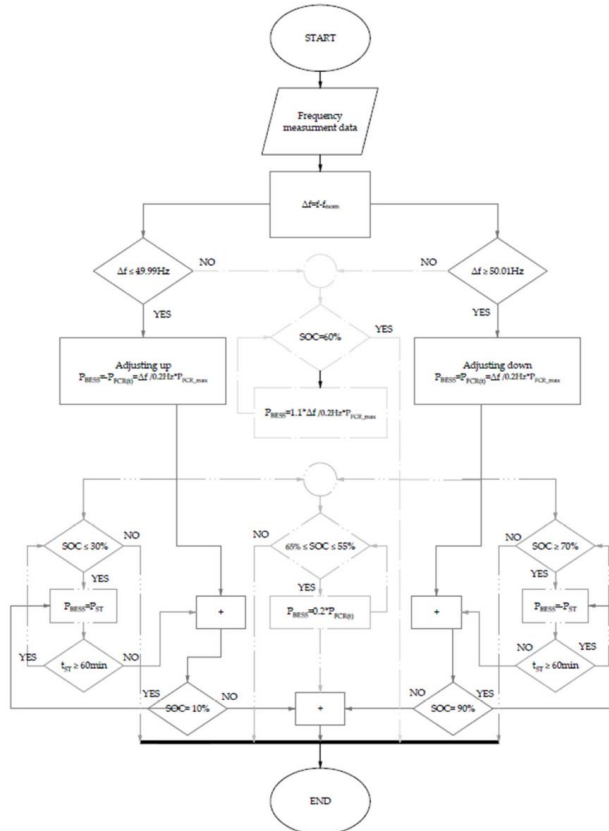 START
Frequency
measurment data
Δf=f-fnom
Δf ≤ 49.99Hz
NO
NO
Δf ≥ 50.01Hz
YES
YES
SOC=60%
YES
Adjusting up
PBESS=-PFCR(t)=Δf /0.2Hz*PFCR_max
Adjusting down
PBESS=PFCR(t)=Δf /0.2Hz*PFCR_max
PBESS=1.1*Δf /0.2Hz*PFCR_max
SOC ≤ 30%
NO
NO
65% ≤ SOC ≤ 55%
NO
SOC ≥ 70%
YES
YES
YES
PBESS=PST
+
PBESS=0.2*PFCR(t)
+
PBESS=-PST
YES
tST ≥ 60min
NO
NO
YES
tST ≥ 60min
YES
SOC= 10%
NO
+
NO
SOC= 90%
YES
END